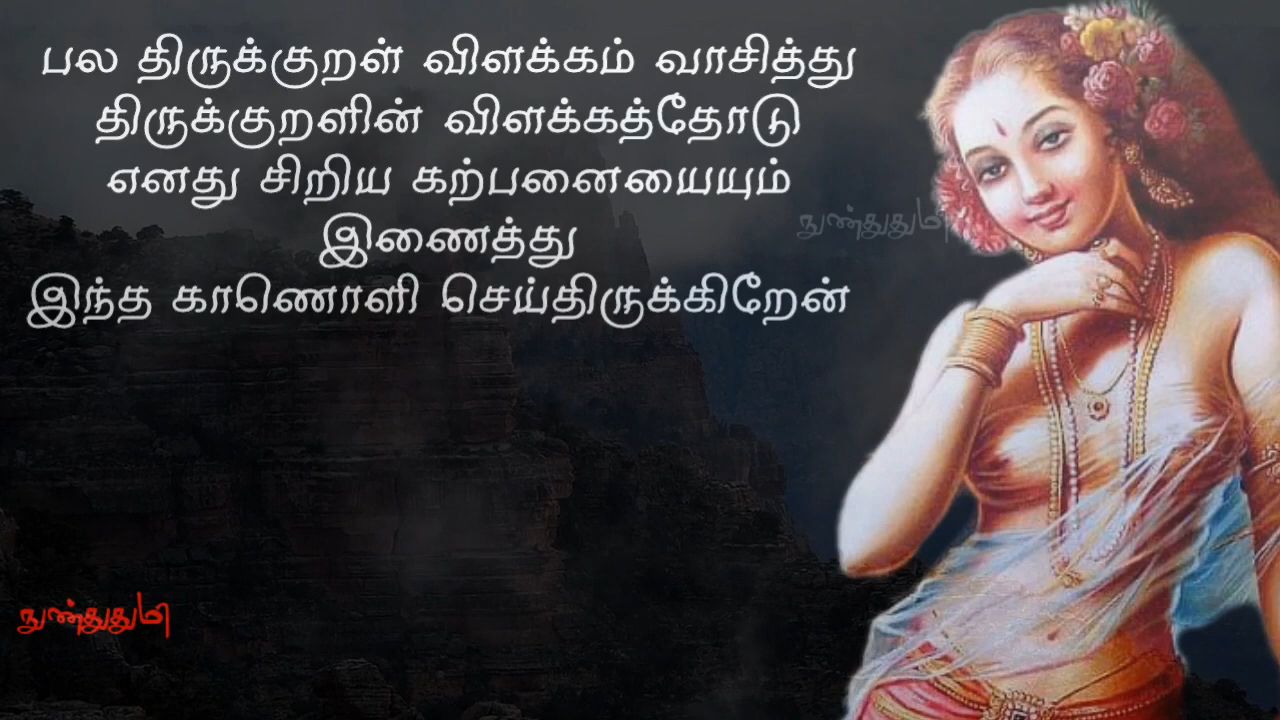 பல திருக்குறள் விளக்கம் வாசித்து
திருக்குறளின் விளக்கத்தோடு
எனது சிறிய கற்பனையையும்
இணைத்து
இந்த காணொளி செய்திருக்கிறேன்
நுண்துதுமி
நுண்துதுமி